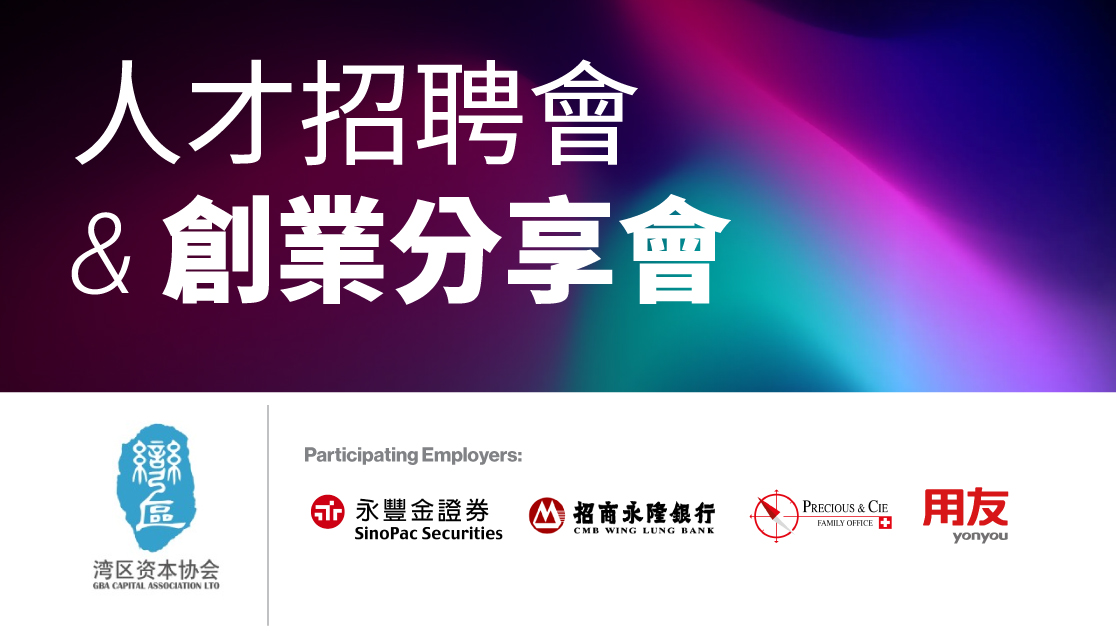 人才招聘會
& 創業分享會
灣區
湾区资本协会
GBA CAPITAL ASSOCIATION LTD
Participating Employers:
永豐金證券
SinoPac Securities
招商永隆銀行
CMB WING LUNG BANK
PRECIOUS & CIE
FAMILY OFFICE
用友
yonyou